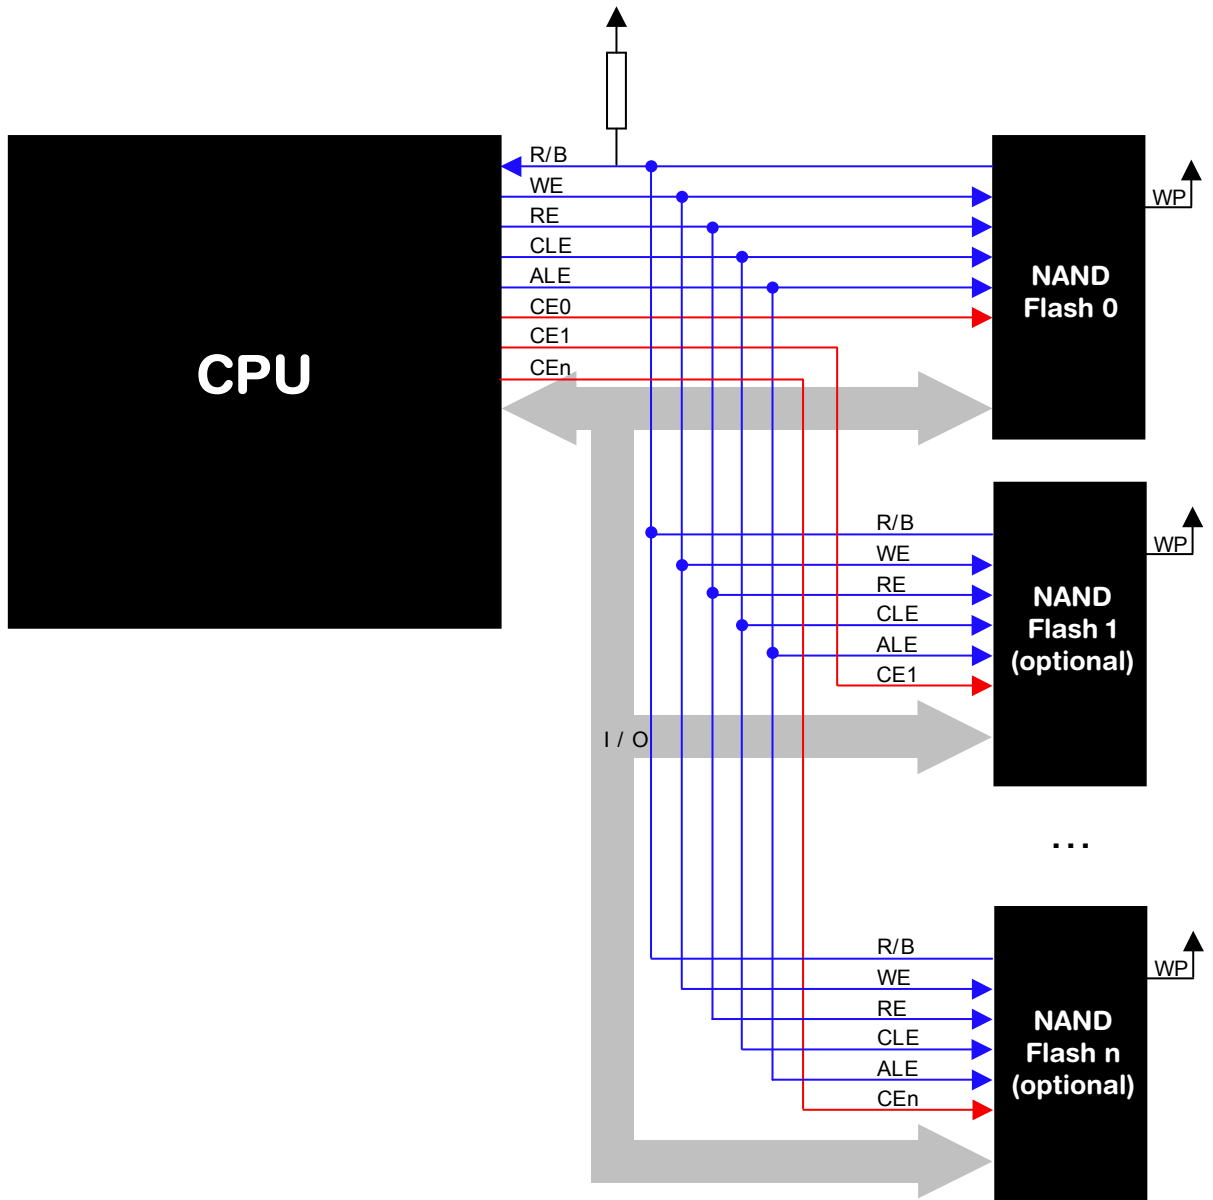 R/B
WE
RE
CLE
ALE
CE0
CE1
CEn
CPU
WP
NAND
Flash 0
R/B
WE
RE
CLE
ALE
CE1
WP
NAND
Flash 1
(optional)
I / O
...
R/B
WE
RE
CLE
ALE
CEn
WP
NAND
Flash n
(optional)